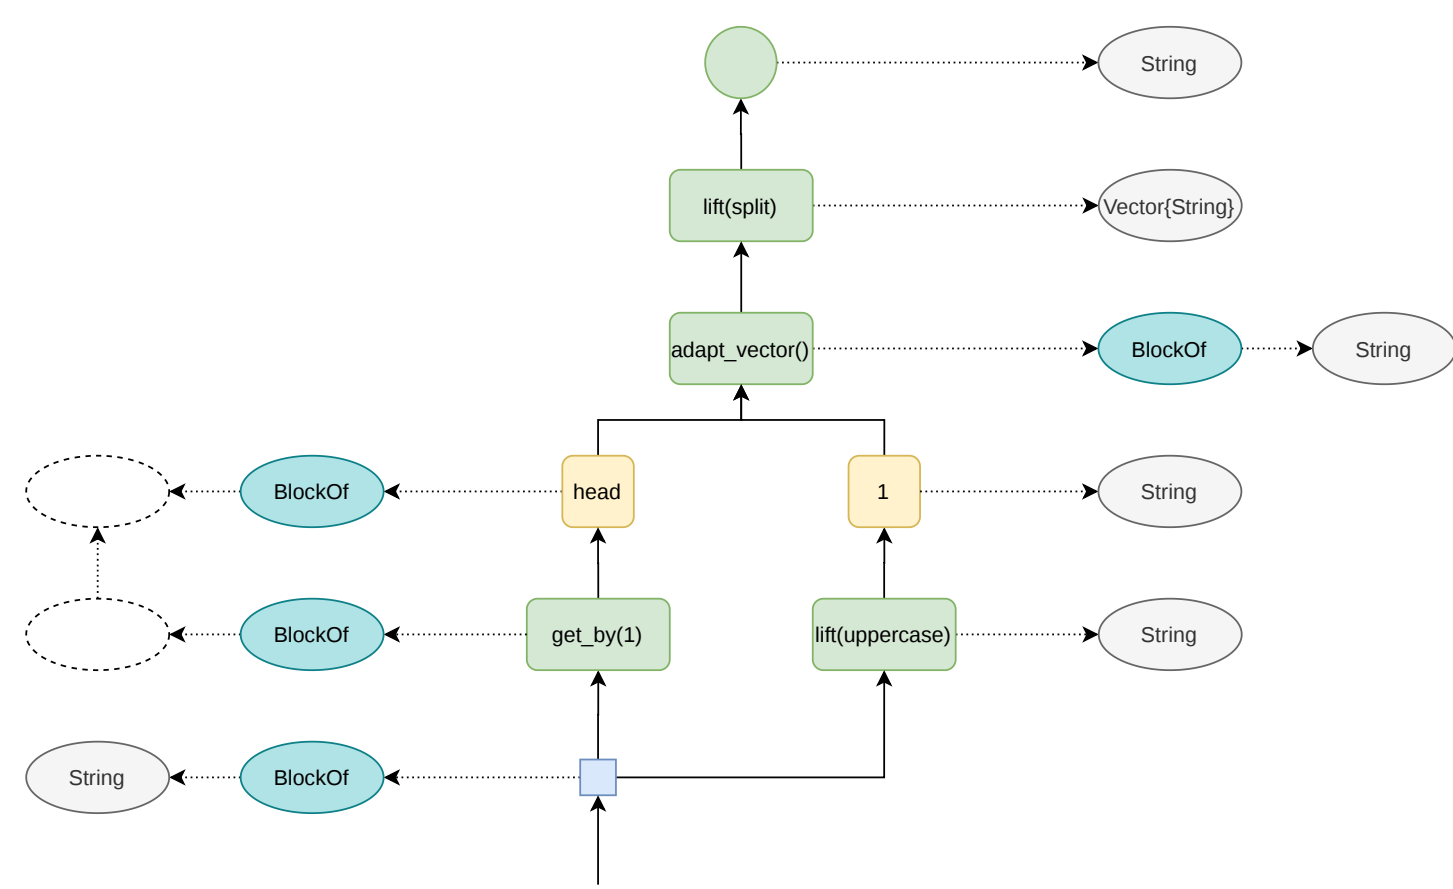 String
lift(split)
Vector{String}
adapt_vector()
BlockOf
String
BlockOf
head
1
String
BlockOf
get_by(1)
lift(uppercase)
String
String
BlockOf